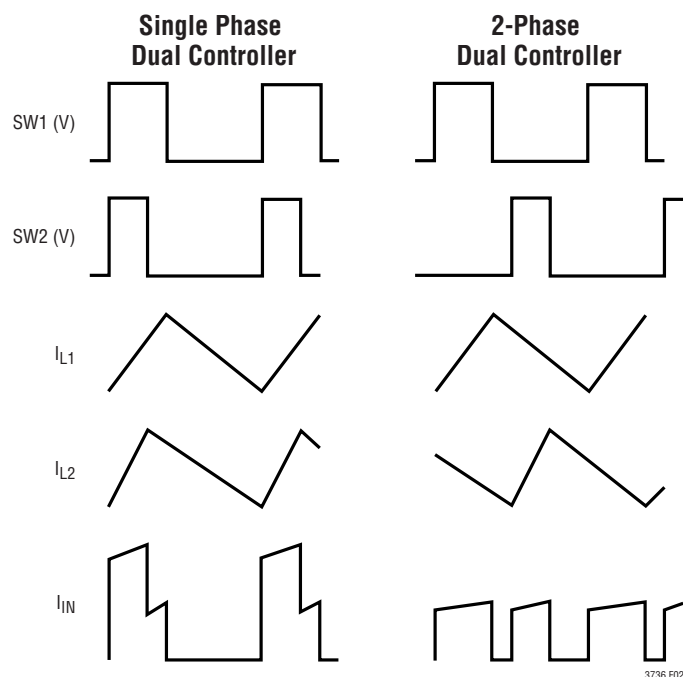 Single Phase
Dual Controller
2-Phase
Dual Controller
SW1 (V)
SW2 (V)
IL1
IL2
IIN
3736 F02